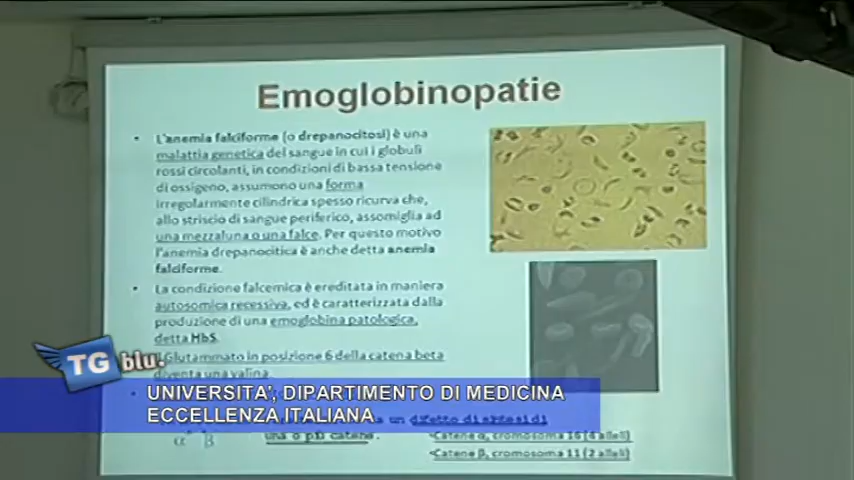 Emoglobinopatie
• L'anemia falciforme (o drepanocitosi) è una
malattia genetica del sangue in cui i globuli
rossi circolanti, in condizioni di bassa tensione
di ossigeno, assumono una forma
irregolarmente cilindrica spesso ricurva che,
allo striscio di sangue periferico, assomiglia ad
una mezzaluna o una falce. Per questo motivo
l'anemia drepanocitica è anche detta anemia
falciforme.
• La condizione falcemica è ereditata in maniera
autosomica recessiva, ed è caratterizzata dalla
produzione di una emoglobina patologica,
detta HbS.
Glutammato in posizione 6 della catena beta
diventa una valina.
TG blu.
UNIVERSITA', DIPARTIMENTO DI MEDICINA
ECCELLENZA ITALIANA
un difetto di sintesi di
una o più catene.
α β
•Catene α, cromosoma 16 (4 alleli)
•Catene β, cromosoma 11 (2 alleli)